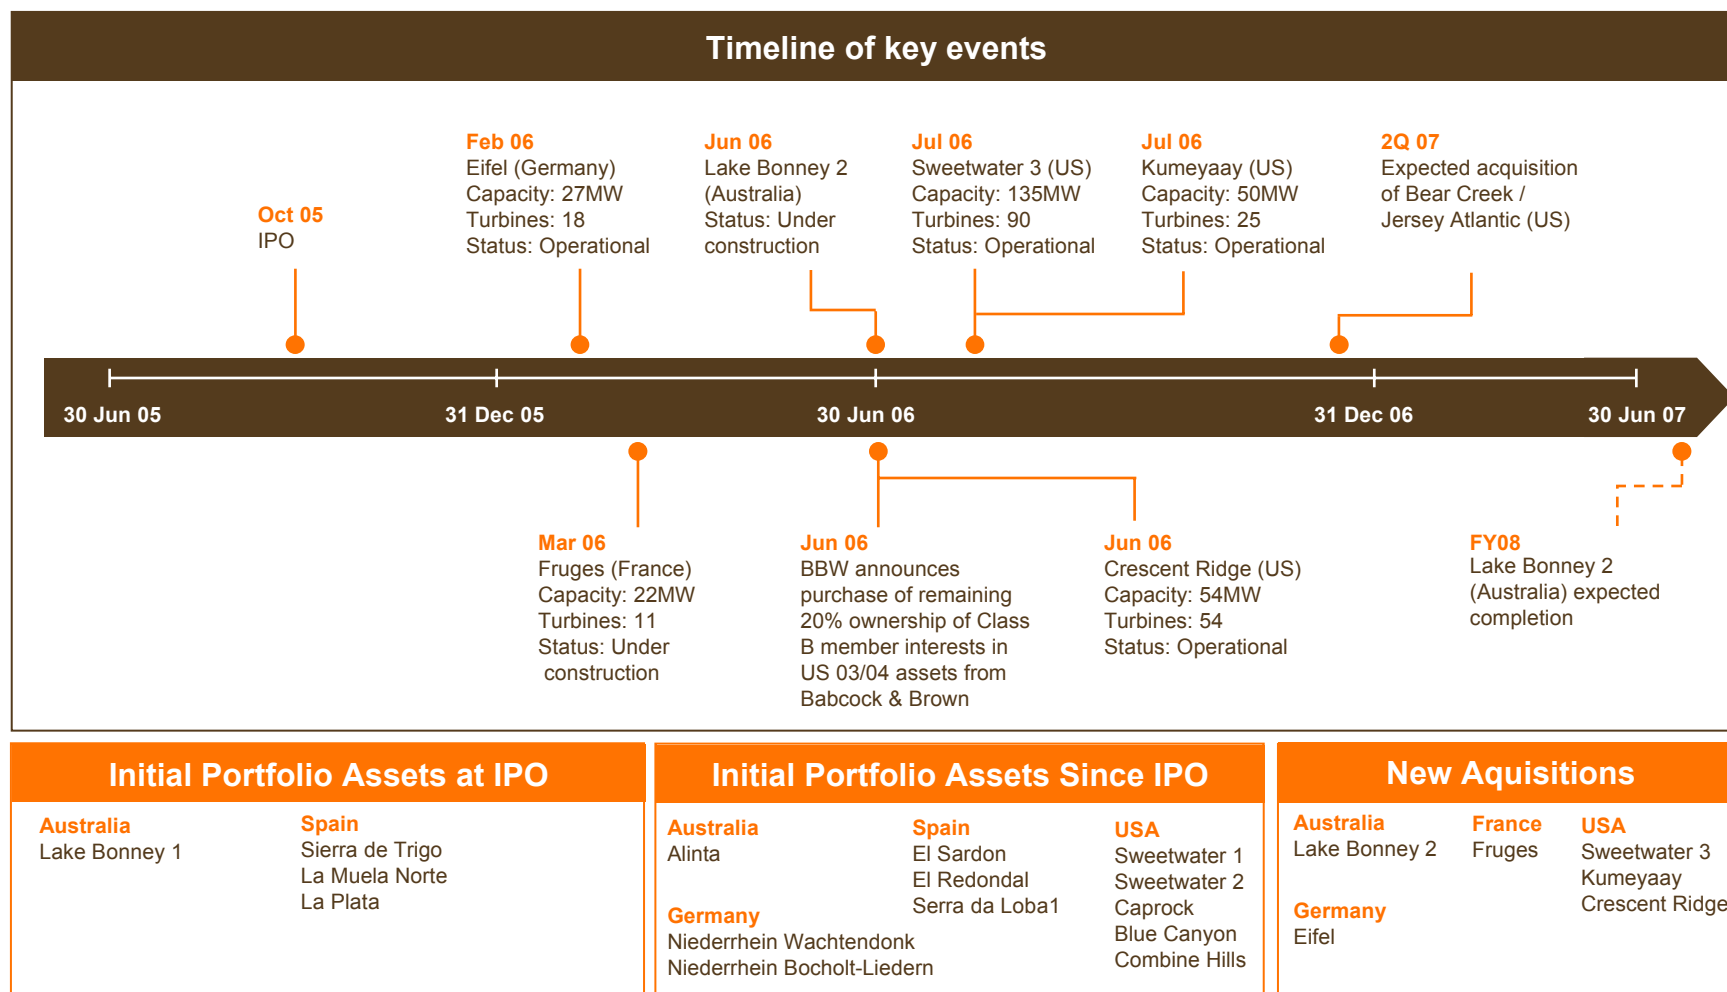 Timeline of key events
Oct 05
IPO
Feb 06
Eifel (Germany)
Capacity: 27MW
Turbines: 18
Status: Operational
Jun 06
Lake Bonney 2
(Australia)
Status: Under
construction
Jul 06
Sweetwater 3 (US)
Capacity: 135MW
Turbines: 90
Status: Operational
Jul 06
Kumeyaay (US)
Capacity: 50MW
Turbines: 25
Status: Operational
2Q 07
Expected acquisition
of Bear Creek /
Jersey Atlantic (US)
30 Jun 05
31 Dec 05
30 Jun 06
31 Dec 06
30 Jun 07
Mar 06
Fruges (France)
Capacity: 22MW
Turbines: 11
Status: Under
construction
Jun 06
BBW announces
purchase of remaining
20% ownership of Class
B member interests in
US 03/04 assets from
Babcock & Brown
Jun 06
Crescent Ridge (US)
Capacity: 54MW
Turbines: 54
Status: Operational
FY08
Lake Bonney 2
(Australia) expected
completion
Initial Portfolio Assets at IPO
Australia
Lake Bonney 1
Spain
Sierra de Trigo
La Muela Norte
La Plata
Initial Portfolio Assets Since IPO
Australia
Alinta
Germany
Niederrhein Wachtendonk
Niederrhein Bocholt-Liedern
Spain
El Sardon
El Redondal
Serra da Loba1
USA
Sweetwater 1
Sweetwater 2
Caprock
Blue Canyon
Combine Hills
New Aquisitions
Australia
Lake Bonney 2
Germany
Eifel
France
Fruges
USA
Sweetwater 3
Kumeyaay
Crescent Ridge